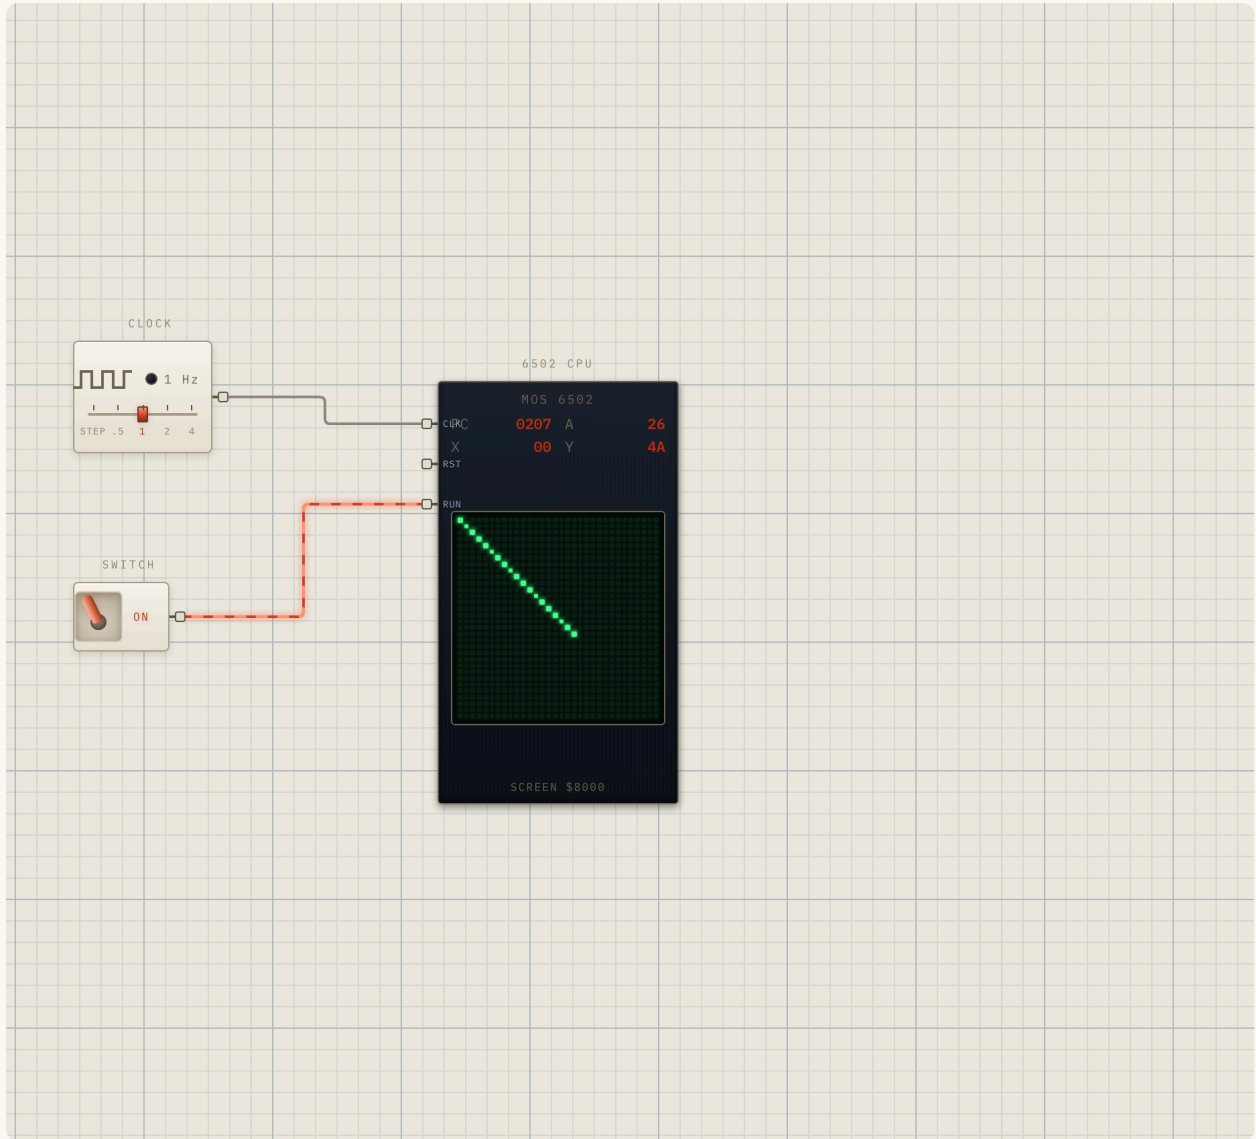 CLOCK
1 Hz
STEP .5 1 2 4
6502 CPU
MOS 6502
CLK PC 0207 A 26
X 00 Y 4A
RST
RUN
SWITCH
ON
SCREEN $8000